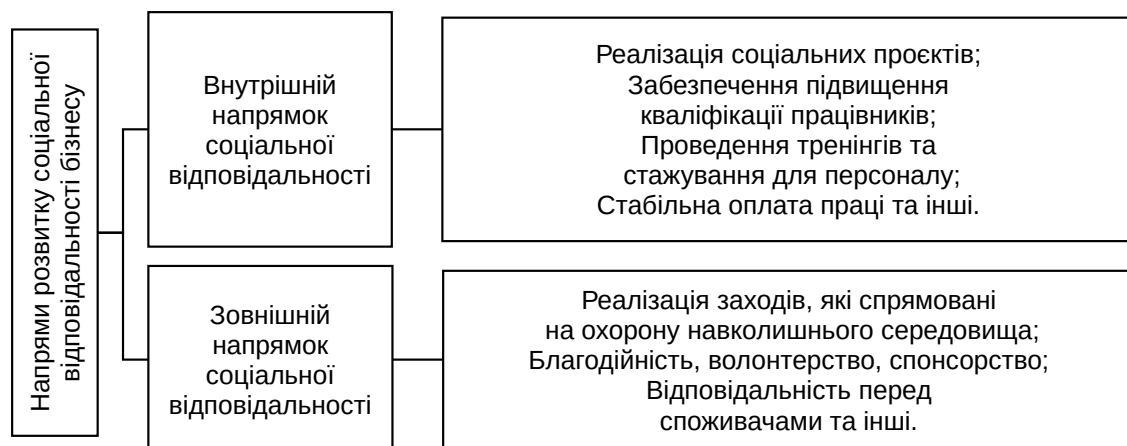 Напрями розвитку соціальної
відповідальності бізнесу
Внутрішній
напрямок
соціальної
відповідальності
Реалізація соціальних проєктів;
Забезпечення підвищення
кваліфікації працівників;
Проведення тренінгів та
стажування для персоналу;
Стабільна оплата праці та інші.
Зовнішній
напрямок
соціальної
відповідальності
Реалізація заходів, які спрямовані
на охорону навколишнього середовища;
Благодійність, волонтерство, спонсорство;
Відповідальність перед
споживачами та інші.